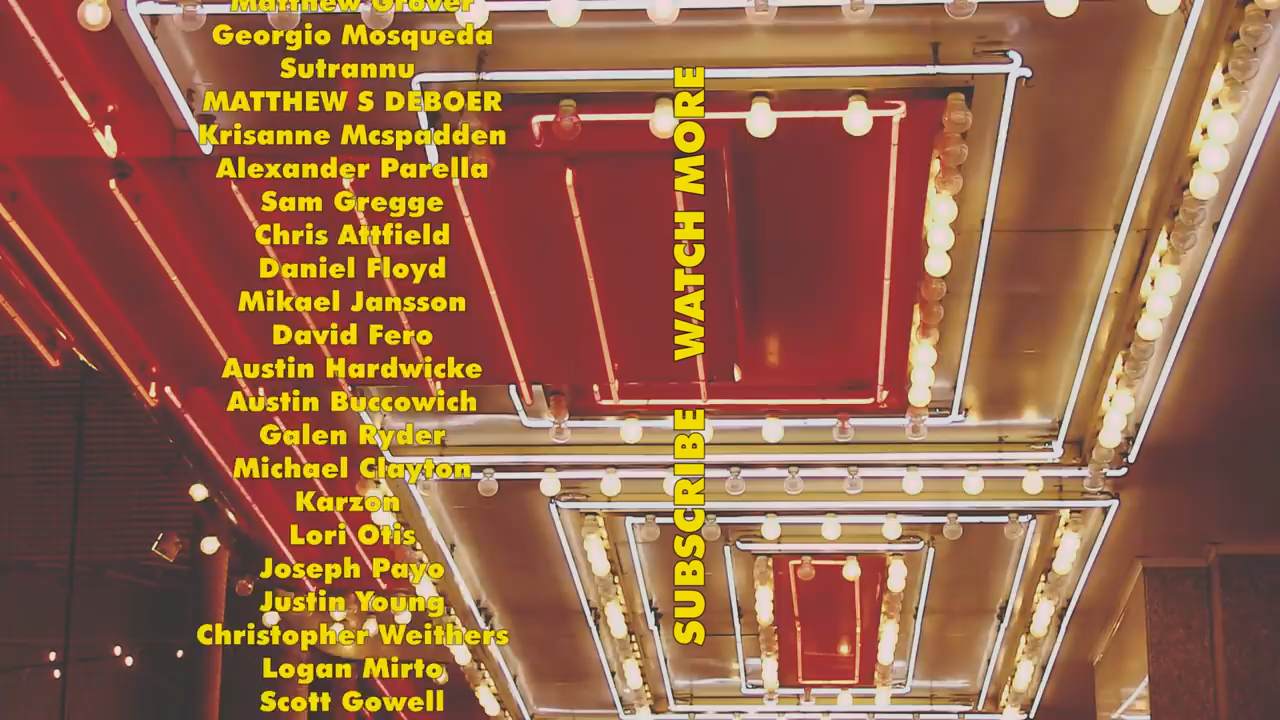 Matthew Grover
Georgio Mosqueda
Sutrannu
MATTHEW S DEBOER
Krisanne Mcspadden
Alexander Parella
Sam Gregge
Chris Attfield
Daniel Floyd
Mikael Jansson
David Fero
Austin Hardwicke
Austin Buccowich
Galen Ryder
Michael Clayton
Karzon
Lori Otis
Joseph Payo
Justin Young
Christopher Weithers
Logan Mirto
Scott Gowell
SUBSCRIBE WATCH MORE